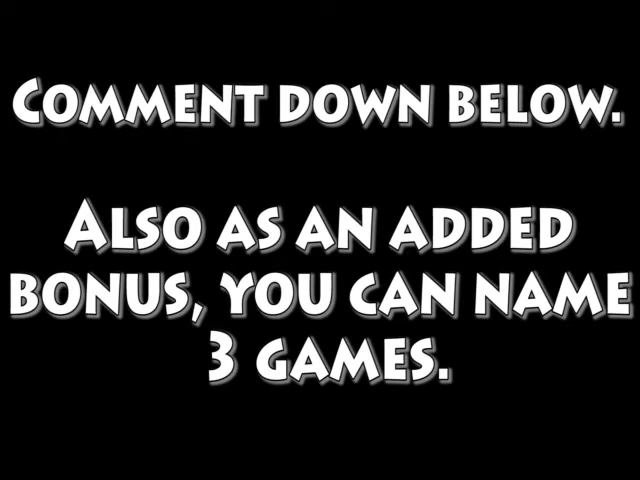 Comment down below.
Also as an added
bonus, you can name
3 games.